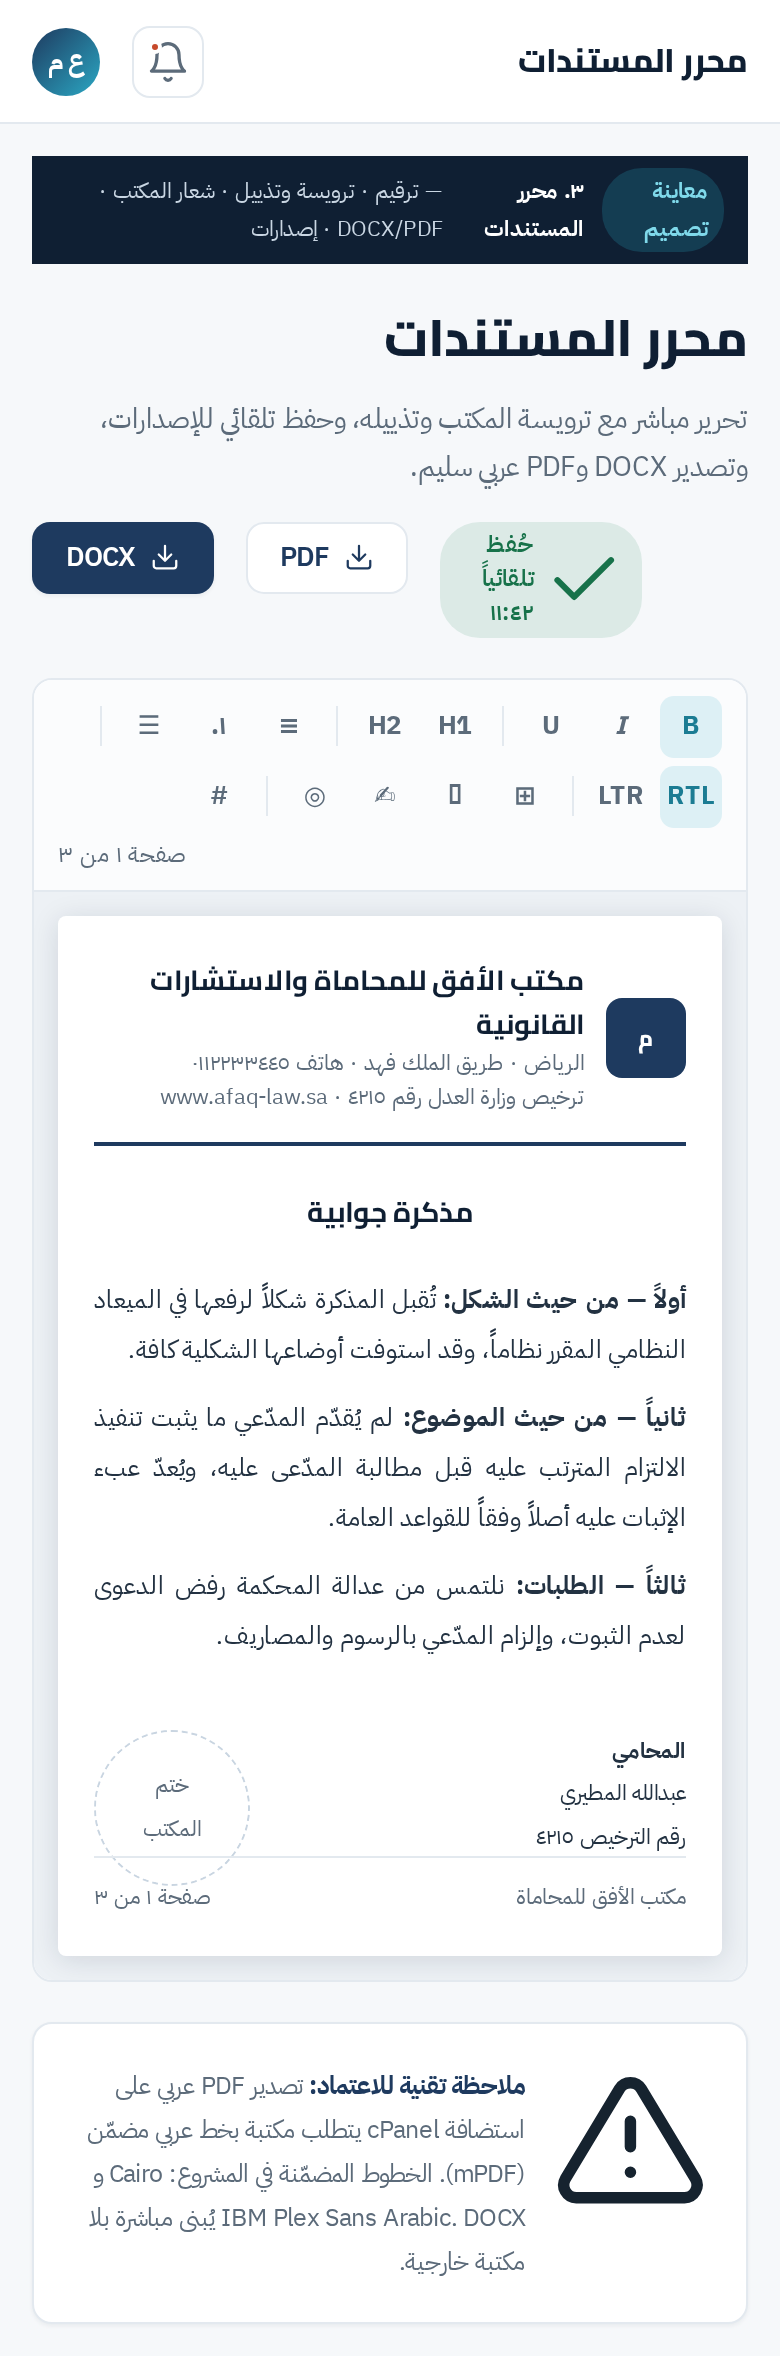 محرر المستندات
ع م
معاينة تصميم
٣. محرر المستندات
— ترقيم · ترويسة وتذييل · شعار المكتب · DOCX/PDF · إصدارات
محرر المستندات
تحرير مباشر مع ترويسة المكتب وتذييله، وحفظ تلقائي للإصدارات،
وتصدير DOCX وPDF عربي سليم.
حُفظ
تلقائياً
١١:٤٢
PDF
DOCX
B I U H1 H2 ≡ ١. ☰
RTL LTR ⊞ ▯ ✍ ◎ #
صفحة ١ من ٣
م
مكتب الأفق للمحاماة والاستشارات
القانونية
الرياض · طريق الملك فهد · هاتف ٠١١٢٢٣٣٤٤٥
ترخيص وزارة العدل رقم ٤٢١٥ · www.afaq-law.sa
مذكرة جوابية
أولاً — من حيث الشكل: تُقبل المذكرة شكلاً لرفعها في الميعاد
النظامي المقرر نظاماً، وقد استوفت أوضاعها الشكلية كافة.
ثانياً — من حيث الموضوع: لم يُقدّم المدّعي ما يثبت تنفيذ
الالتزام المترتب عليه قبل مطالبة المدّعى عليه، ويُعدّ عبء
الإثبات عليه أصلاً وفقاً للقواعد العامة.
ثالثاً — الطلبات: نلتمس من عدالة المحكمة رفض الدعوى
لعدم الثبوت، وإلزام المدّعي بالرسوم والمصاريف.
المحامي
عبدالله المطيري
رقم الترخيص ٤٢١٥
ختم
المكتب
مكتب الأفق للمحاماة
صفحة ١ من ٣
ملاحظة تقنية للاعتماد: تصدير PDF عربي على
استضافة cPanel يتطلب مكتبة بخط عربي مضمّن
(mPDF). الخطوط المضمّنة في المشروع: Cairo و
IBM Plex Sans Arabic. DOCX يُبنى مباشرة بلا
مكتبة خارجية.